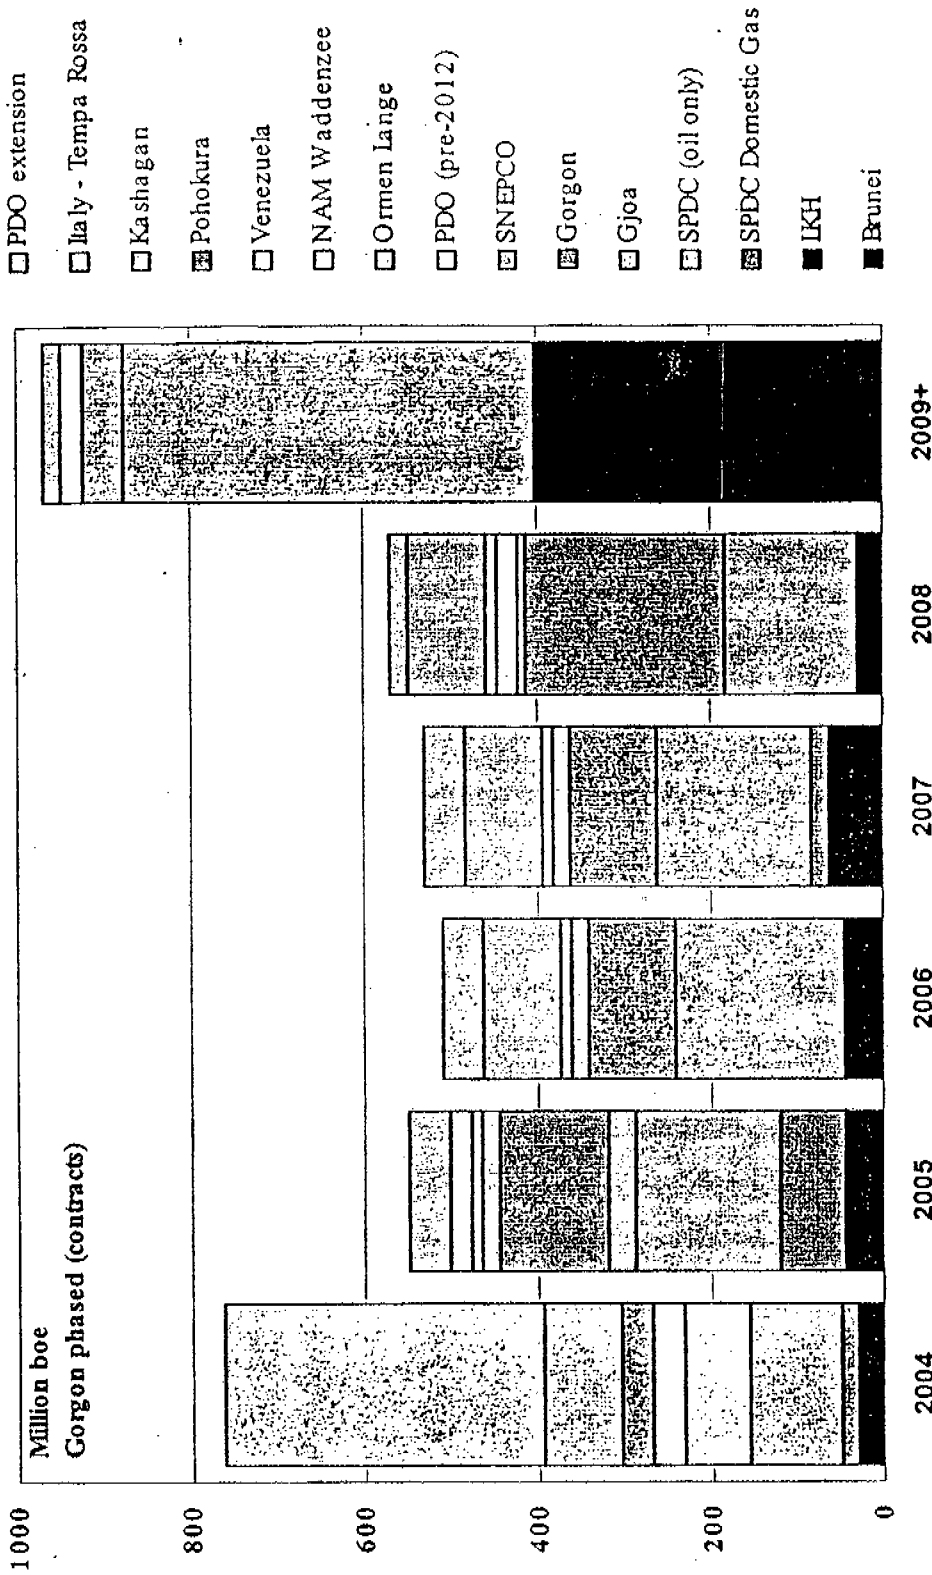 Million boe
Gorgon phased (contracts)
1000
800
600
400
200
0
2004
2005
2006
2007
2008
2009+
PDO extension
Italy - Tempa Rossa
Kashagan
Pohokura
Venezuela
NAM Waddenzee
Ormen Lange
PDO (pre-2012)
SNEPCO
Gorgon
Gjoa
SPDC (oil only)
SPDC Domestic Gas
IKH
Brunei